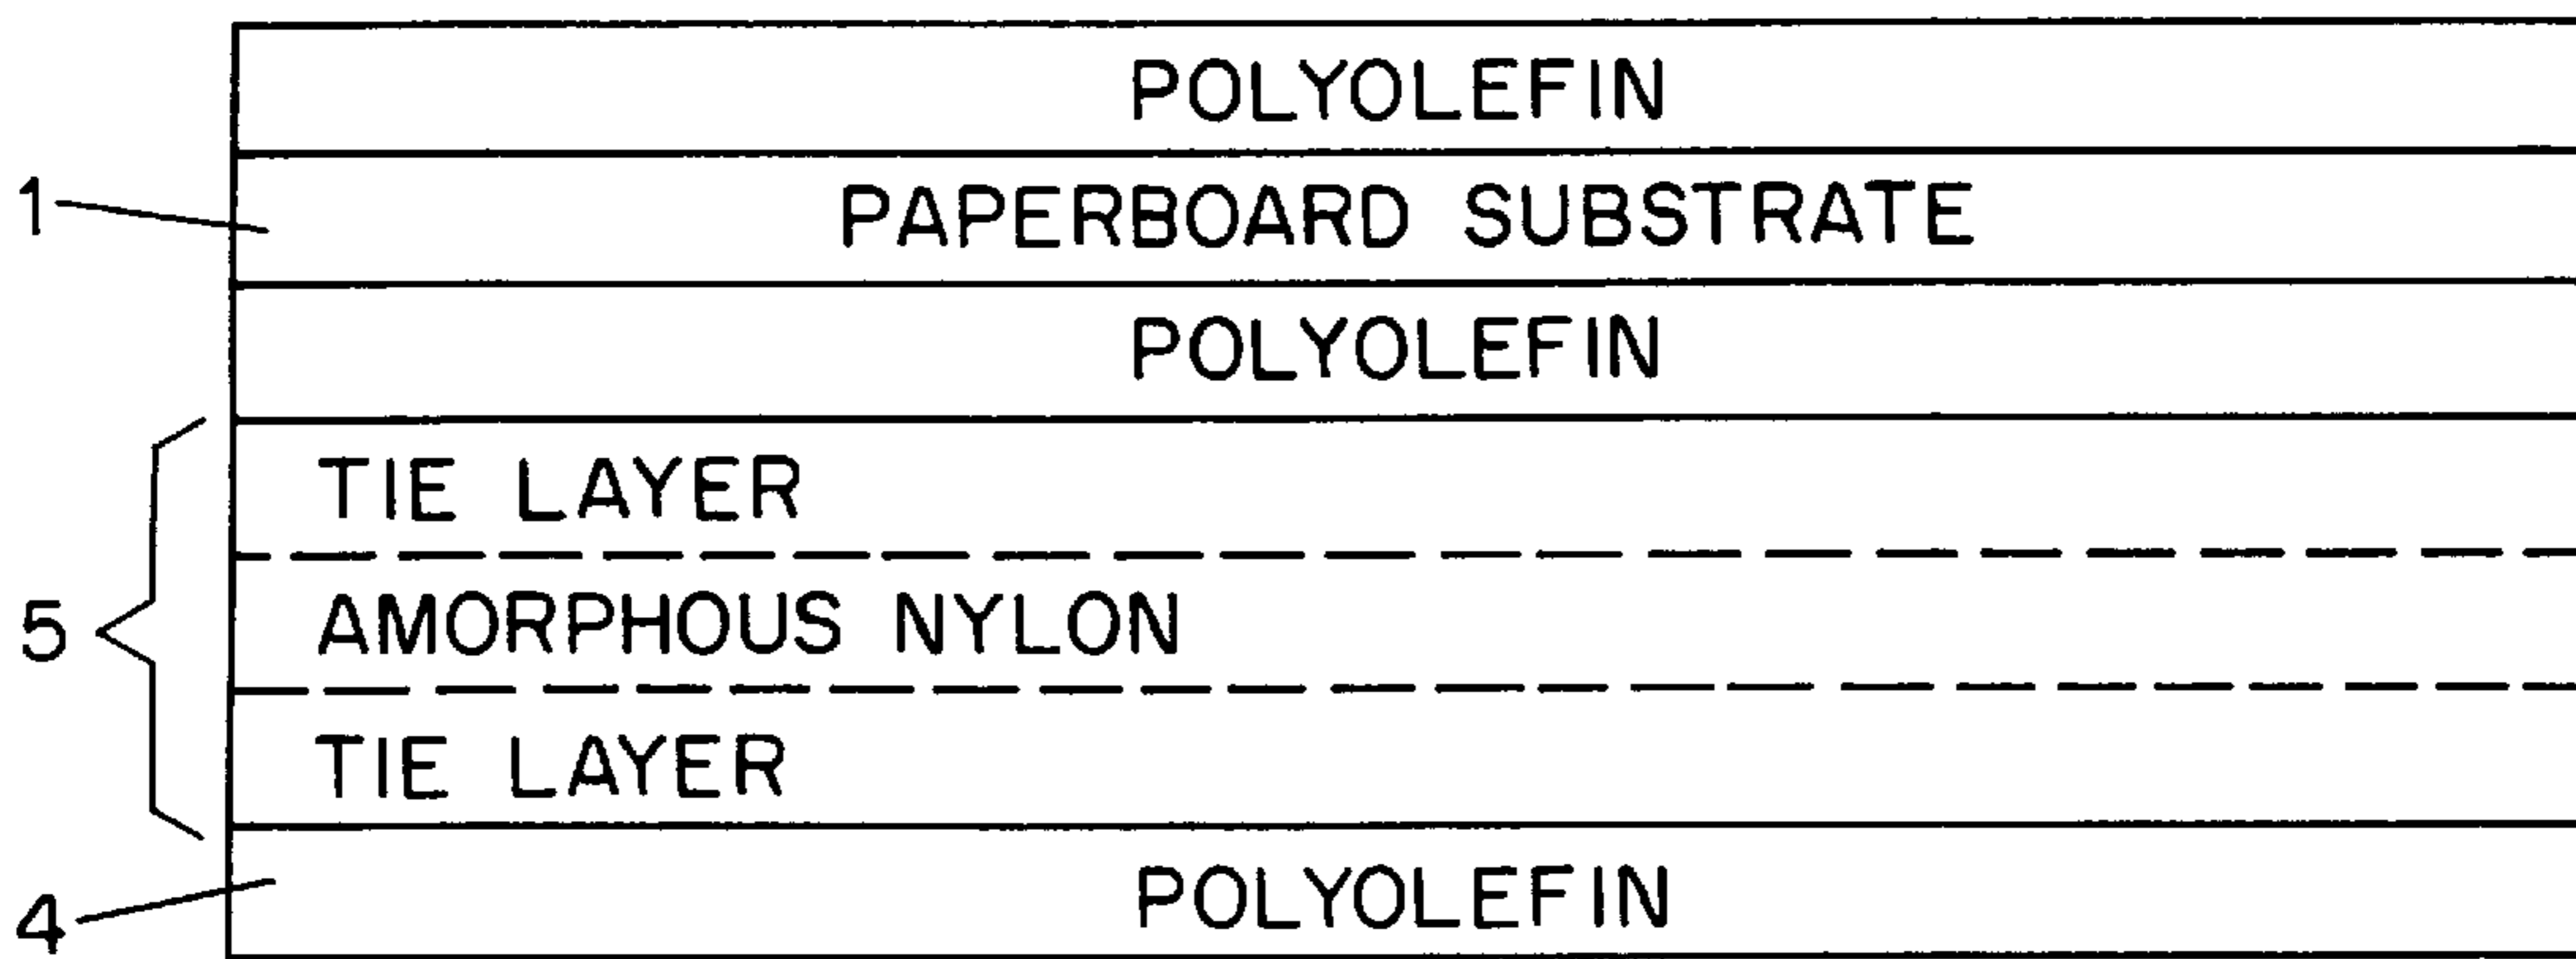 POLYOLEFIN
1
PAPERBOARD SUBSTRATE
POLYOLEFIN
TIE LAYER
5
AMORPHOUS NYLON
TIE LAYER
4
POLYOLEFIN